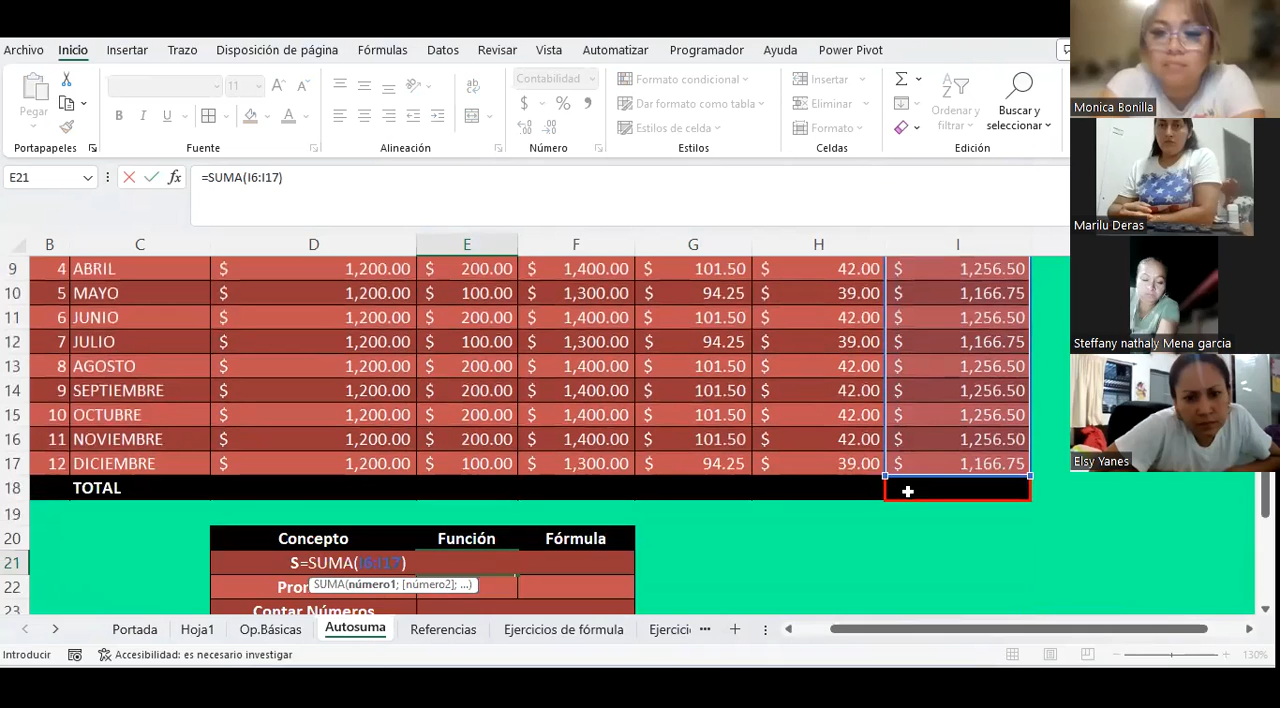 Archivo Inicio Insertar Trazo Disposición de página Fórmulas Datos Revisar Vista Automatizar Programador Ayuda Power Pivot
Pegar
Portapapeles
11
N K U
Fuente
ab
Alineación
Contabilidad
$ % 
Número
Formato condicional
Dar formato como tabla
Estilos de celda
Estilos
Insertar
Eliminar
Formato
Celdas
Ordenar y filtrar
Buscar y seleccionar
Edición
E21 fx =SUMA(I6:I17)
B C D E F G H I
9 4 ABRIL $ 1,200.00 $ 200.00 $ 1,400.00 $ 101.50 $ 42.00 $ 1,256.50
10 5 MAYO $ 1,200.00 $ 100.00 $ 1,300.00 $ 94.25 $ 39.00 $ 1,166.75
11 6 JUNIO $ 1,200.00 $ 200.00 $ 1,400.00 $ 101.50 $ 42.00 $ 1,256.50
12 7 JULIO $ 1,200.00 $ 100.00 $ 1,300.00 $ 94.25 $ 39.00 $ 1,166.75
13 8 AGOSTO $ 1,200.00 $ 200.00 $ 1,400.00 $ 101.50 $ 42.00 $ 1,256.50
14 9 SEPTIEMBRE $ 1,200.00 $ 200.00 $ 1,400.00 $ 101.50 $ 42.00 $ 1,256.50
15 10 OCTUBRE $ 1,200.00 $ 200.00 $ 1,400.00 $ 101.50 $ 42.00 $ 1,256.50
16 11 NOVIEMBRE $ 1,200.00 $ 200.00 $ 1,400.00 $ 101.50 $ 42.00 $ 1,256.50
17 12 DICIEMBRE $ 1,200.00 $ 100.00 $ 1,300.00 $ 94.25 $ 39.00 $ 1,166.75
18 TOTAL
19
20 Concepto Función Fórmula
21 S=SUMA(I6:I17)
22 Pron SUMA(número1; [número2]; ...)
23 Contar Números
Portada Hoja1 Op.Básicas Autosuma Referencias Ejercicios de fórmula Ejercici ...
Introducir Accesibilidad: es necesario investigar 130%
Monica Bonilla
Marilu Deras
Steffany nathaly Mena garcia
Elsy Yanes